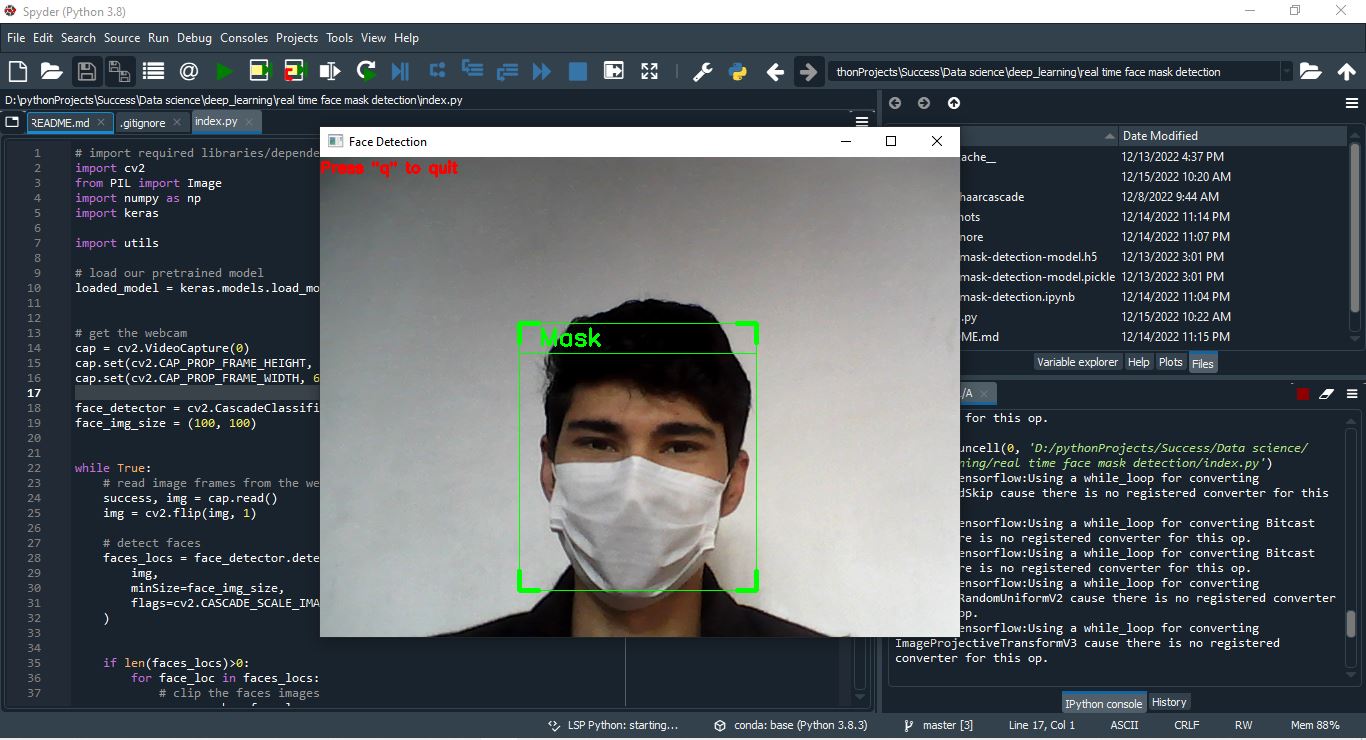 Spyder (Python 3.8)
File Edit Search Source Run Debug Consoles Projects Tools View Help
thonProjects\Success\Data science\deep_learning\real time face mask detection
D:\pythonProjects\Success\Data science\deep_learning\real time face mask detection\index.py
README.md .gitignore index.py
1 # import required libraries/depende
2 import cv2
3 from PIL import Image
4 import numpy as np
5 import keras
6
7 import utils
8
9 # load our pretrained model
10 loaded_model = keras.models.load_mo
11
12
13 # get the webcam
14 cap = cv2.VideoCapture(0)
15 cap.set(cv2.CAP_PROP_FRAME_HEIGHT,
16 cap.set(cv2.CAP_PROP_FRAME_WIDTH, 6
17
18 face_detector = cv2.CascadeClassifi
19 face_img_size = (100, 100)
20
21
22 while True:
23 # read image frames from the we
24 success, img = cap.read()
25 img = cv2.flip(img, 1)
26
27 # detect faces
28 faces_locs = face_detector.dete
29 img,
30 minSize=face_img_size,
31 flags=cv2.CASCADE_SCALE_IMA
32 )
33
34
35 if len(faces_locs)>0:
36 for face_loc in faces_locs:
37 # clip the faces images
Face Detection
Press "q" to quit
Mask
Date Modified
ache__ 12/13/2022 4:37 PM
12/15/2022 10:20 AM
haarcascade 12/8/2022 9:44 AM
nots 12/14/2022 11:14 PM
nore 12/14/2022 11:07 PM
mask-detection-model.h5 12/13/2022 3:01 PM
mask-detection-model.pickle 12/13/2022 3:01 PM
mask-detection.ipynb 12/14/2022 11:04 PM
.py 12/15/2022 10:22 AM
ME.md 12/14/2022 11:15 PM
Variable explorer Help Plots Files
./A
for this op.
uncell(0, 'D:/pythonProjects/Success/Data science/
ning/real time face mask detection/index.py')
ensorflow:Using a while_loop for converting
dSkip cause there is no registered converter for this
ensorflow:Using a while_loop for converting Bitcast
re is no registered converter for this op.
ensorflow:Using a while_loop for converting Bitcast
re is no registered converter for this op.
ensorflow:Using a while_loop for converting
RandomUniformV2 cause there is no registered converter
op.
ensorflow:Using a while_loop for converting
ImageProjectiveTransformV3 cause there is no registered
converter for this op.
IPython console History
LSP Python: starting... conda: base (Python 3.8.3) master [3] Line 17, Col 1 ASCII CRLF RW Mem 88%